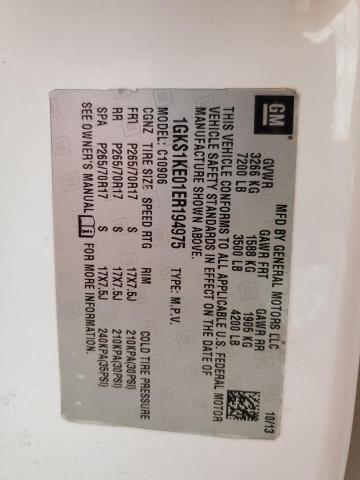 GM
MFD BY GENERAL MOTORS LLC 10/13
GVWR GAWR FRT GAWR RR
3266 KG 1588 KG 1905 KG
7200 LB 3500 LB 4200 LB
THIS VEHICLE CONFORMS TO ALL APPLICABLE U.S. FEDERAL MOTOR
VEHICLE SAFETY STANDARDS IN EFFECT ON THE DATE OF
MANUFACTURE SHOWN ABOVE.
1GKS1KE01ER194975 TYPE: M.P.V.
MODEL: C10906
CGNZ TIRE SIZE SPEED RTG RIM COLD TIRE PRESSURE
FRT P265/70R17 S 17X7.5J 210KPA(30PSI)
RR P265/70R17 S 17X7.5J 210KPA(30PSI)
SPA P265/70R17 S 17X7.5J 240KPA(35PSI)
SEE OWNER'S MANUAL FOR MORE INFORMATION